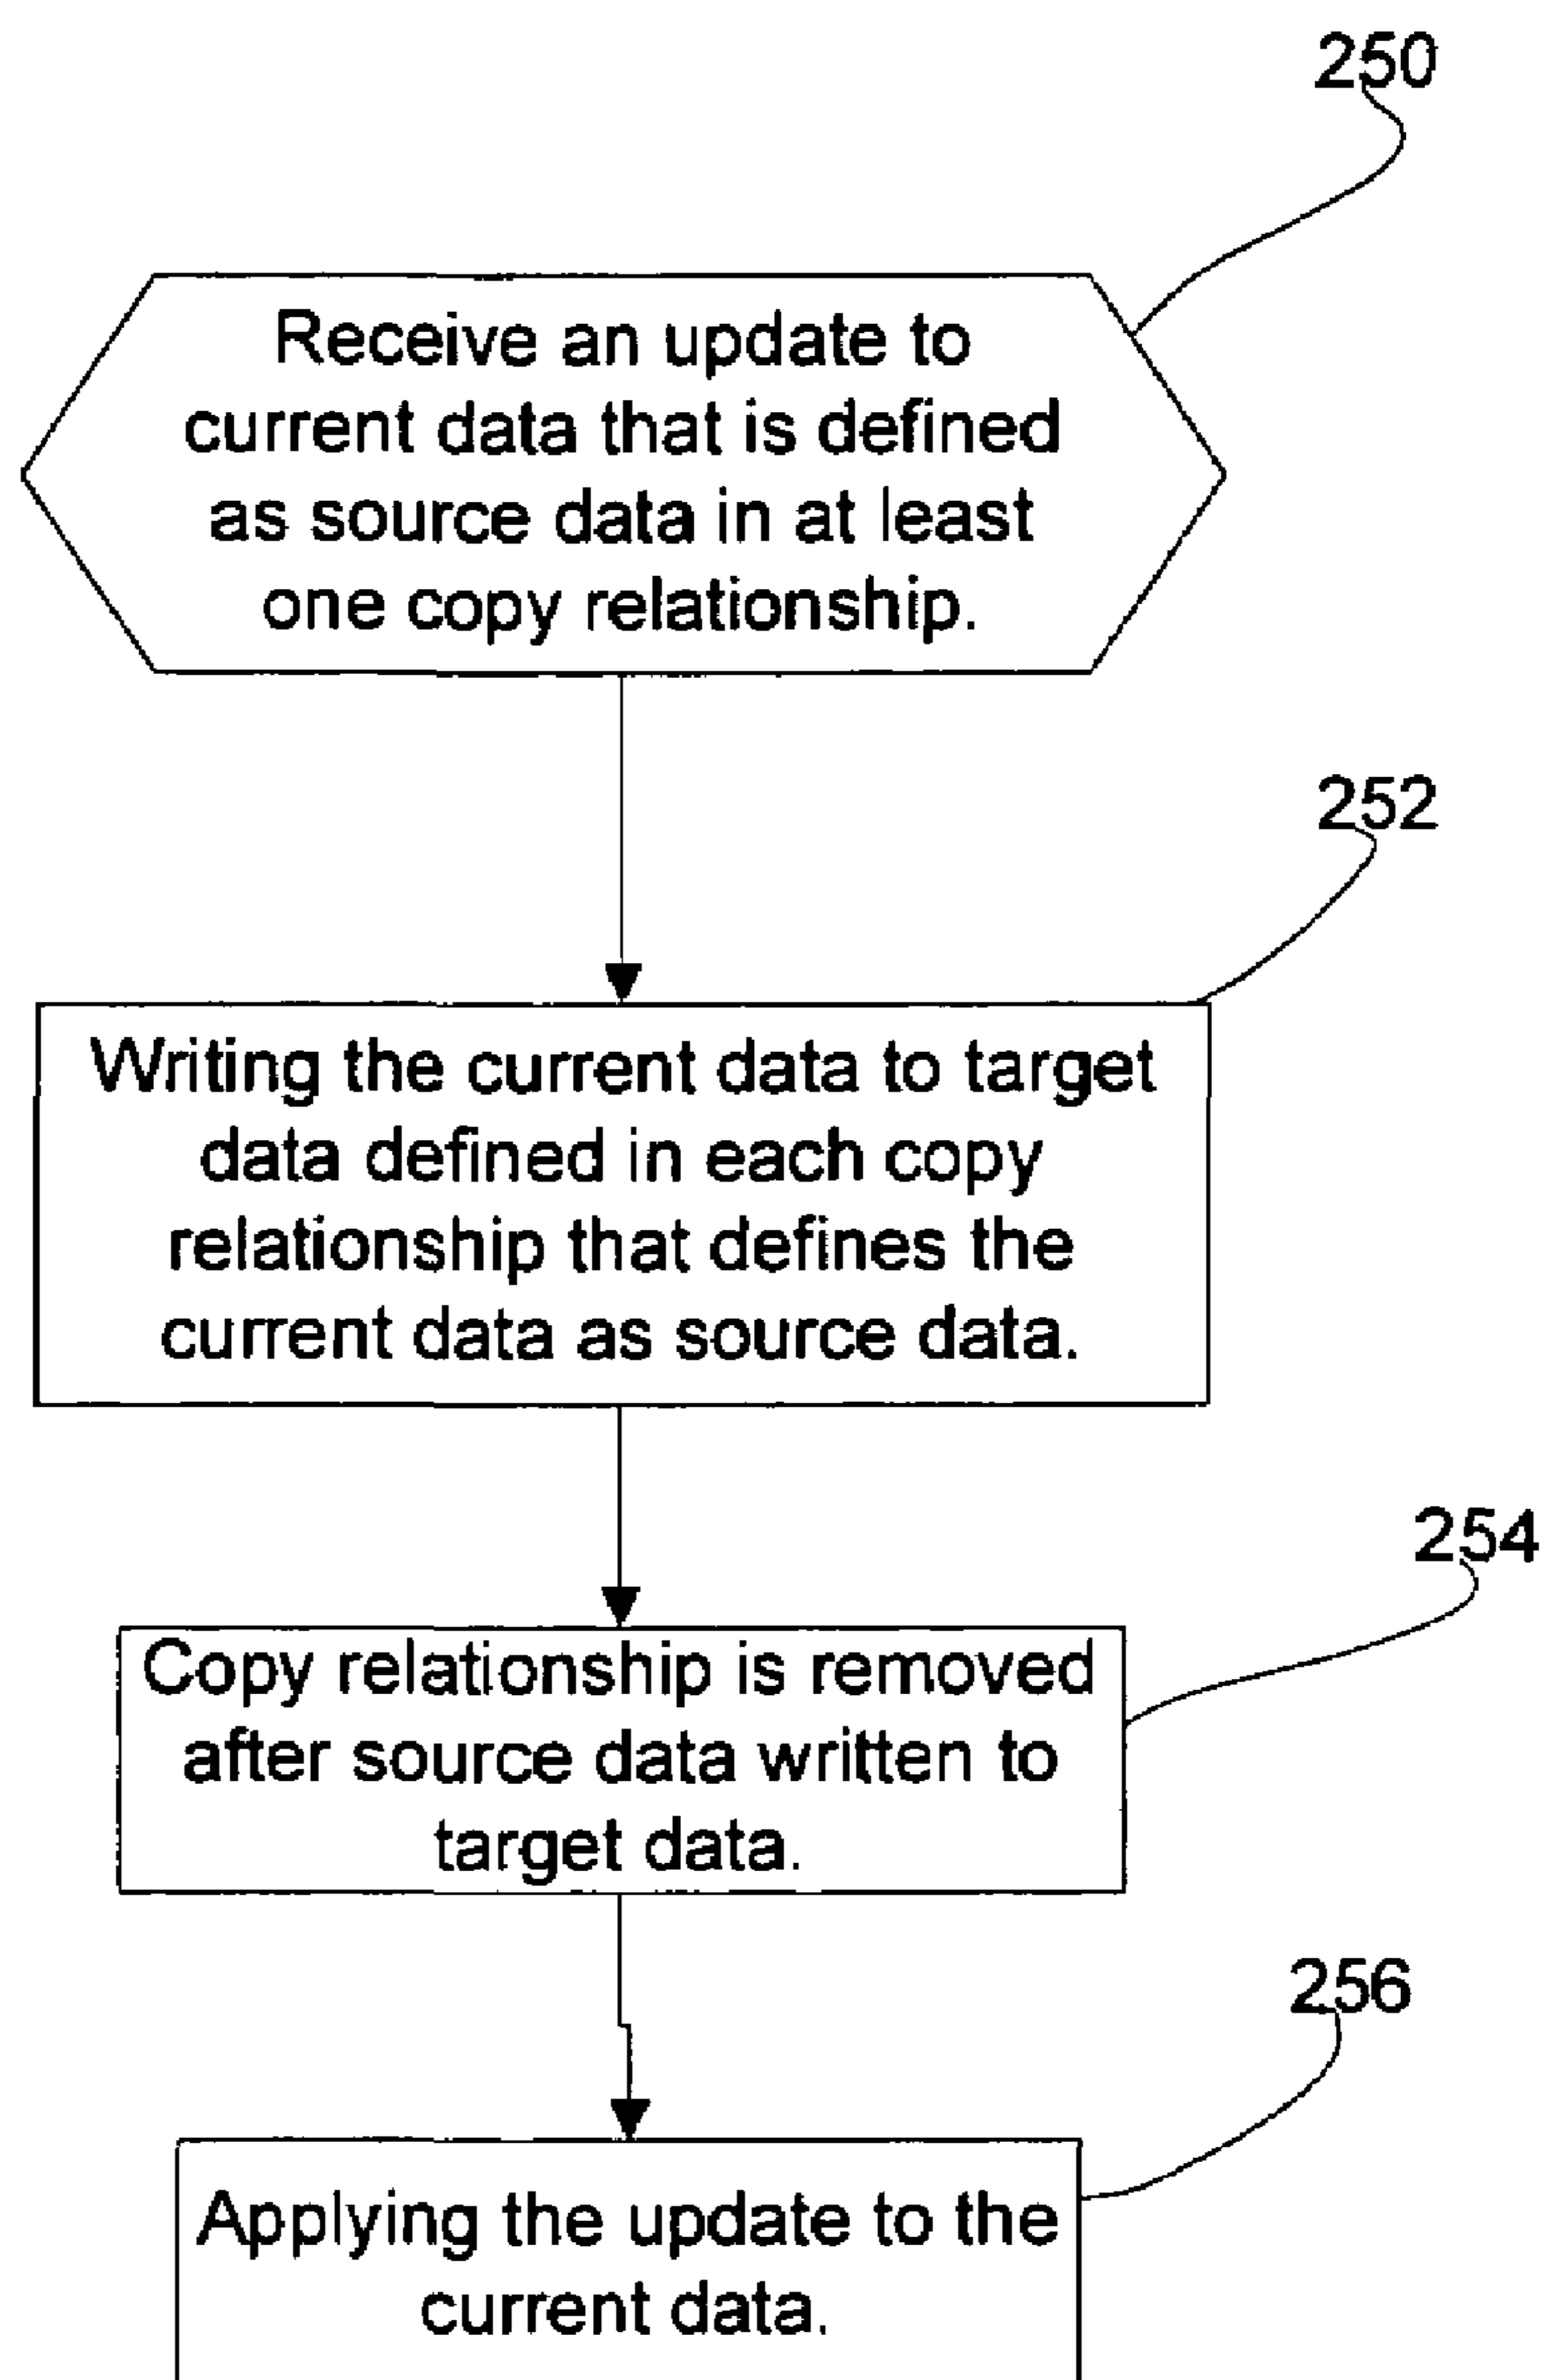 250
Receive an update to
current data that is defined
as source data in at least
one copy relationship.
252
Writing the current data to target
data defined in each copy
relationship that defines the
current data as source data.
254
Copy relationship is removed
after source data written to
target data.
256
Applying the update to the
current data.